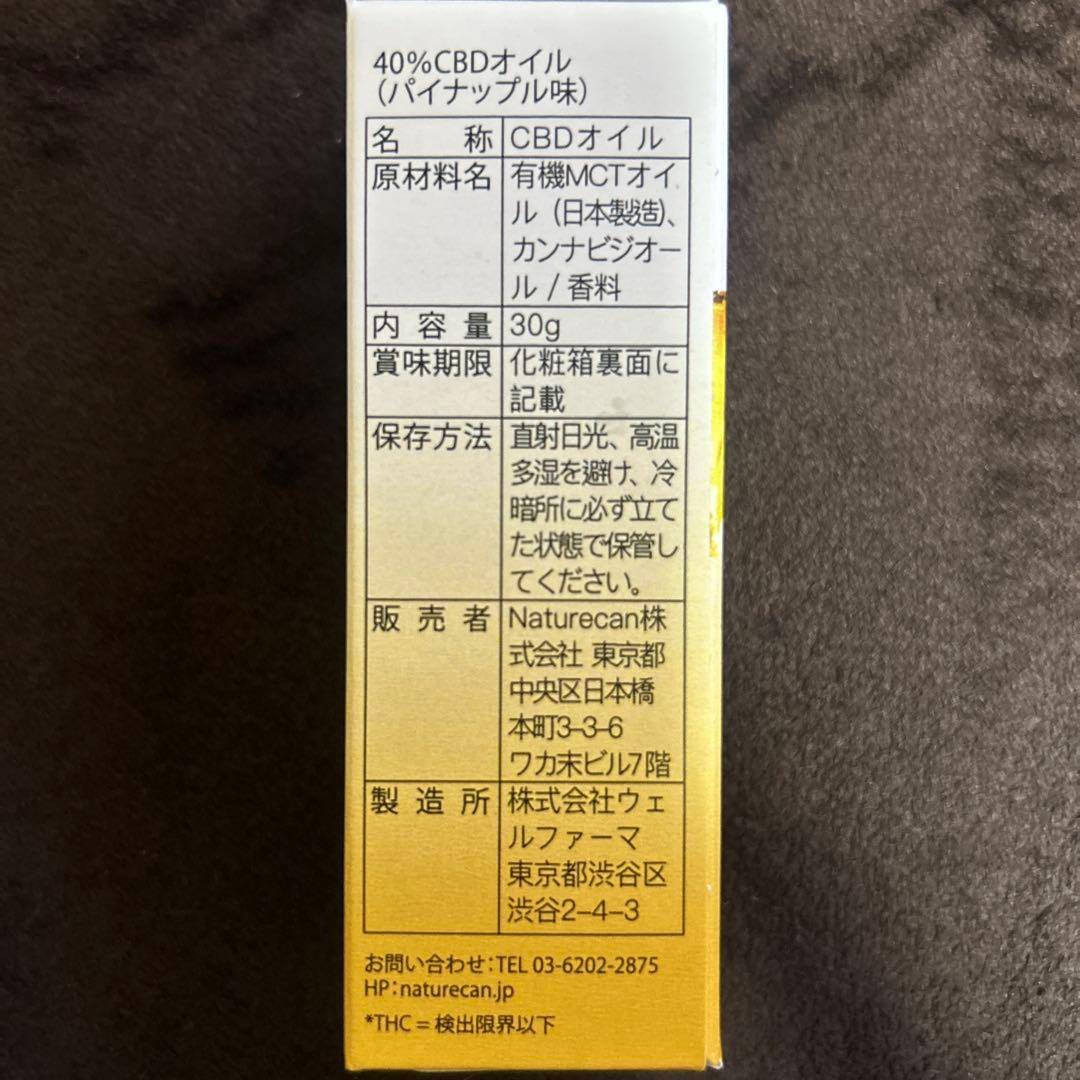 40%CBDオイル
（パイナップル味）
名称 CBDオイル
原材料名 有機MCTオイ
ル（日本製造）、
カンナビジオー
ル / 香料
内容量 30g
賞味期限 化粧箱裏面に
記載
保存方法 直射日光、高温
多湿を避け、冷
暗所に必ず立て
た状態で保管し
てください。
販売者 Naturecan株
式会社 東京都
中央区日本橋
本町3-3-6
ワカ末ビル7階
製造所 株式会社ウェ
ルファーマ
東京都渋谷区
渋谷2-4-3
お問い合わせ：TEL 03-6202-2875
HP：naturecan.jp
*THC = 検出限界以下